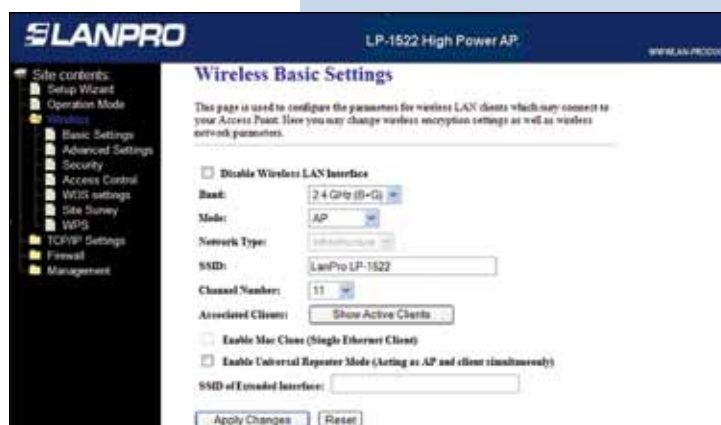 LANPRO
LP-1522 High Power AP.
Site contents:
Setup Wizard
Operation Mode
Wireless
Basic Settings
Advanced Settings
Security
Access Control
WDS settings
Site Survey
WPS
TCP/IP Settings
Firewall
Management
Wireless Basic Settings
This page is used to configure the parameters for wireless LAN clients which may connect to
your Access Point. Here you may change wireless encryption settings as well as wireless
network parameters.
Disable Wireless LAN Interface
Band: 2.4 GHz (B+G)
Mode: AP
Network Type: Infrastructure
SSID: LanPro LP-1522
Channel Number: 11
Associated Clients: Show Active Clients
Enable Mac Clone (Single Ethernet Client)
Enable Universal Repeater Mode (Acting as AP and client simultaneouly)
SSID of Extended Interface:
Apply Changes Reset